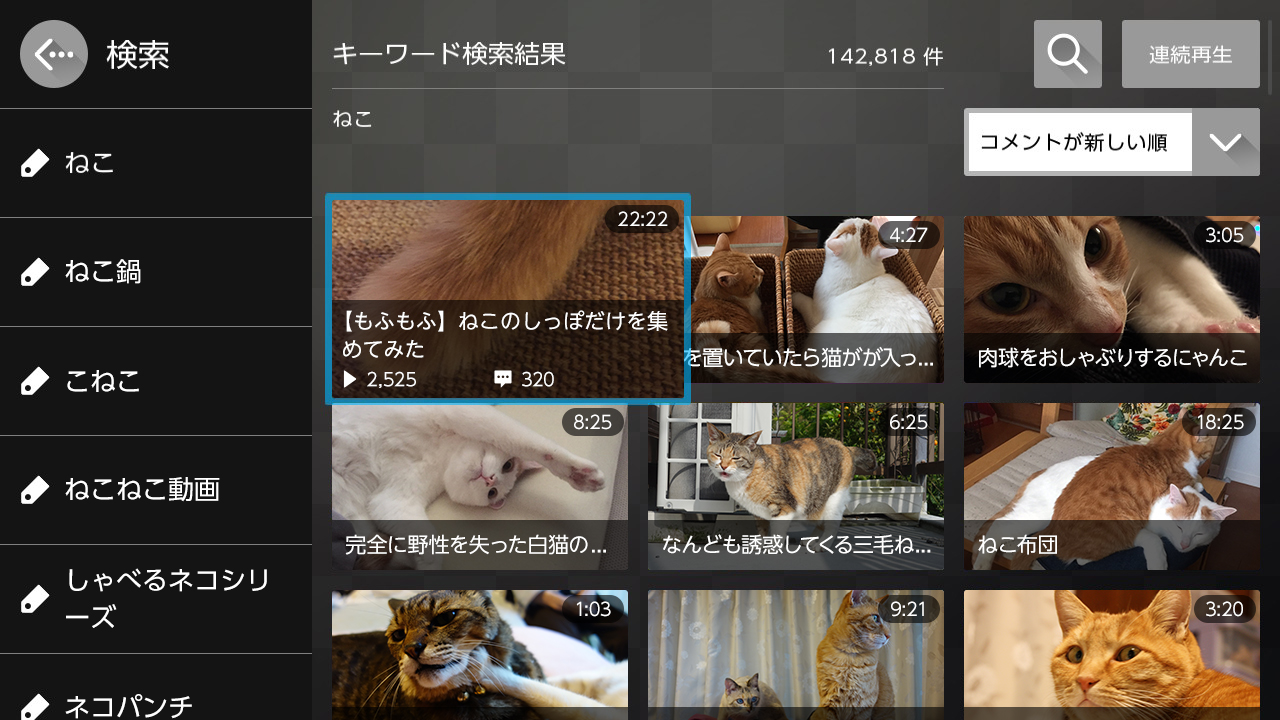 検索
ねこ
ねこ鍋
こねこ
ねこねこ動画
しゃべるネコシリ
ーズ
ネコパンチ
キーワード検索結果
142,818 件
連続再生
ねこ
コメントが新しい順
22:22
【もふもふ】ねこのしっぽだけを集
めてみた
2,525
320
4:27
を置いていたら猫がが入っ...
3:05
肉球をおしゃぶりするにゃんこ
8:25
完全に野性を失った白猫の...
6:25
なんども誘惑してくる三毛ね...
18:25
ねこ布団
1:03
9:21
3:20